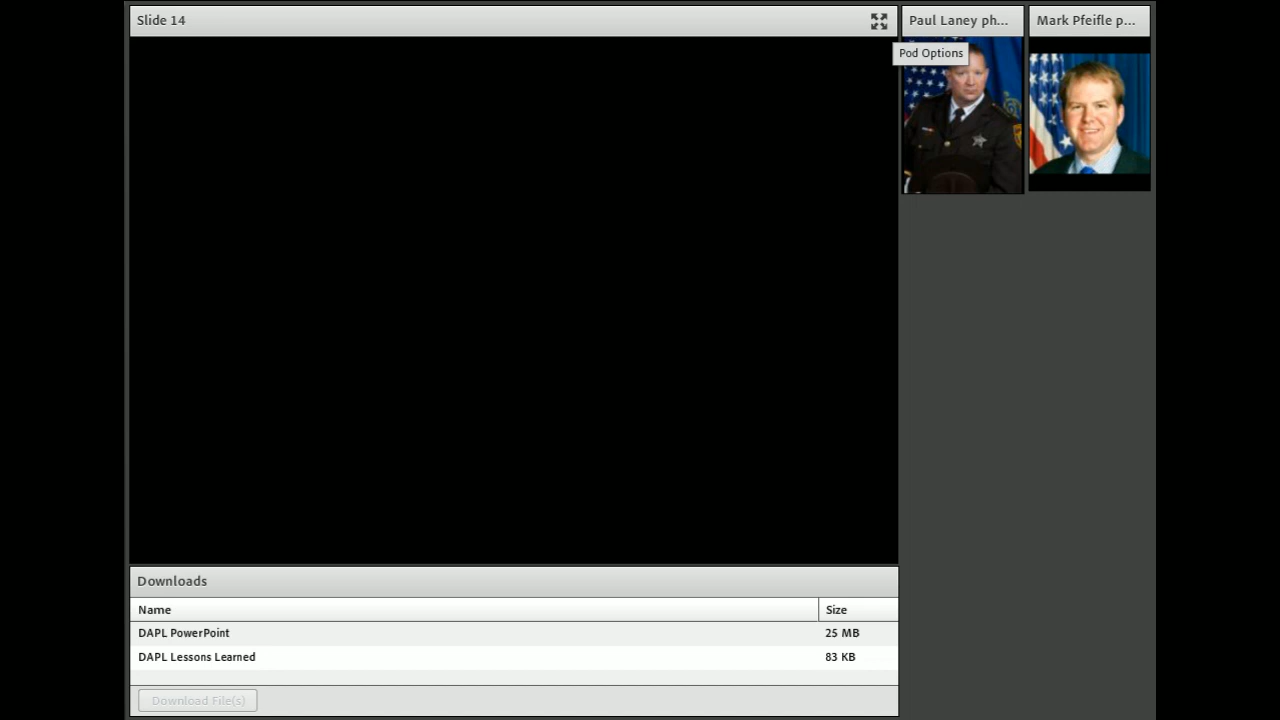 Slide 14
Paul Laney ph...
Mark Pfeifle p...
Pod Options
Downloads
Name
Size
DAPL PowerPoint
25 MB
DAPL Lessons Learned
83 KB
Download File(s)